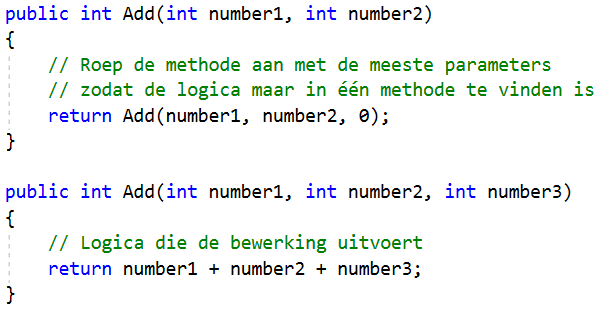 public int Add(int number1, int number2)
{
// Roep de methode aan met de meeste parameters
// zodat de logica maar in één methode te vinden is
return Add(number1, number2, 0);
}
public int Add(int number1, int number2, int number3)
{
// Logica die de bewerking uitvoert
return number1 + number2 + number3;
}